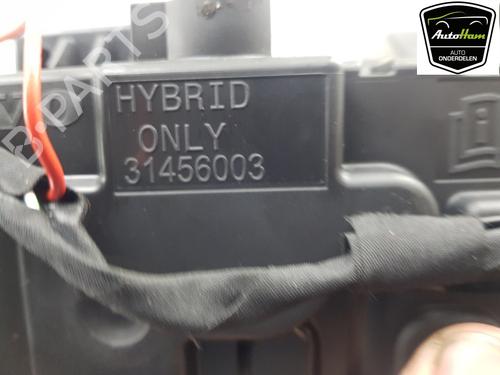 HYBRID
ONLY
31456003
AutoHam
AUTO
ONDERDELEN
B-PARTS